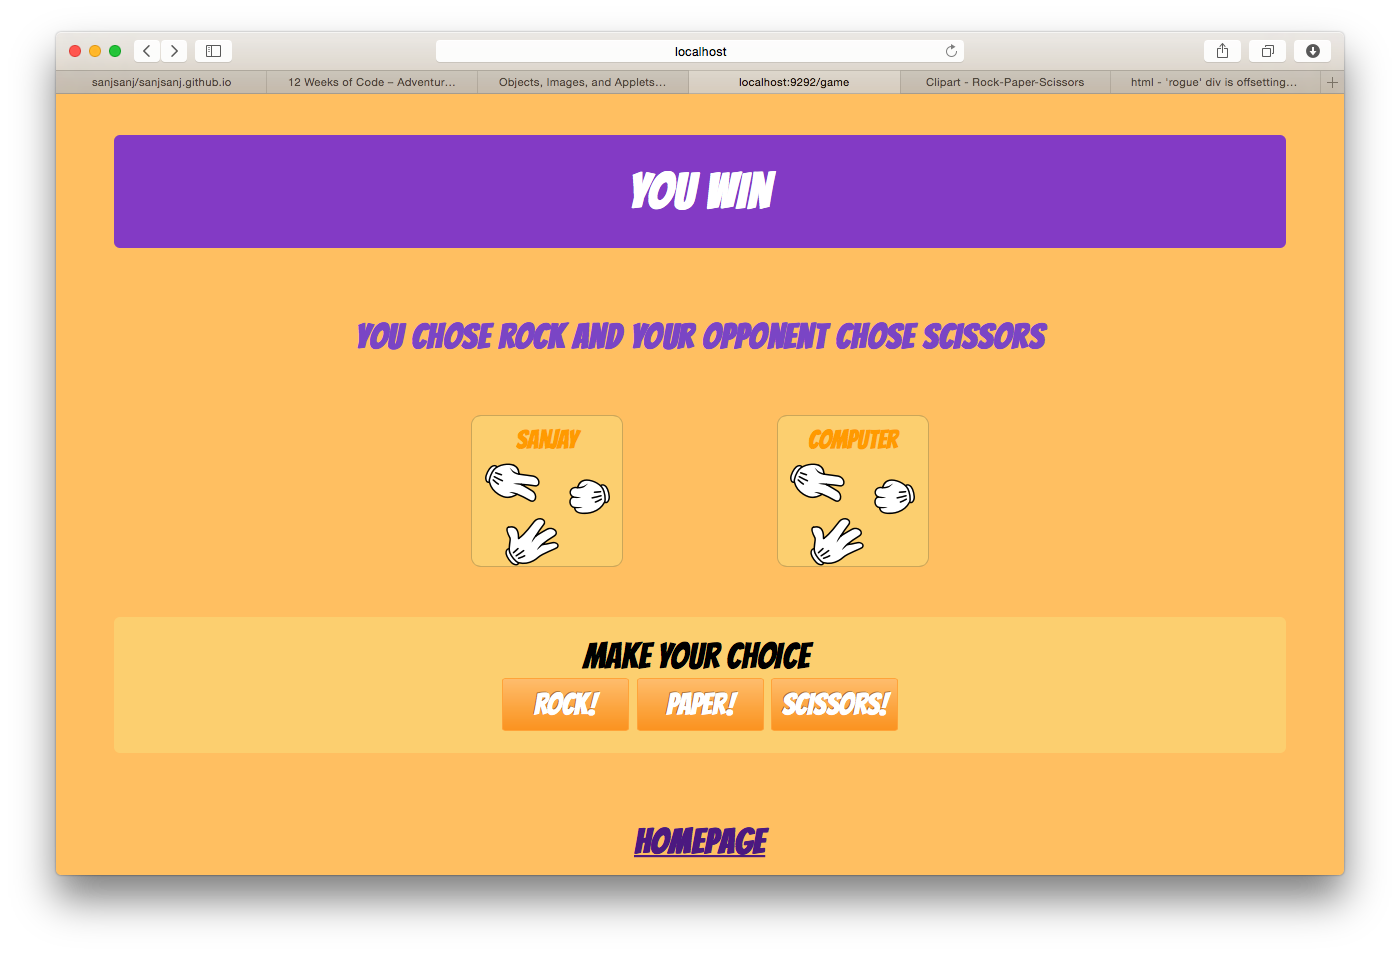 localhost
sanjsanj/sanjsanj.github.io
12 Weeks of Code – Adventur...
Objects, Images, and Applets...
localhost:9292/game
Clipart - Rock-Paper-Scissors
html - 'rogue' div is offsetting...
YOU WIN
YOU CHOSE ROCK AND YOUR OPPONENT CHOSE SCISSORS
SANJAY
COMPUTER
MAKE YOUR CHOICE
ROCK!
PAPER!
SCISSORS!
HOMEPAGE